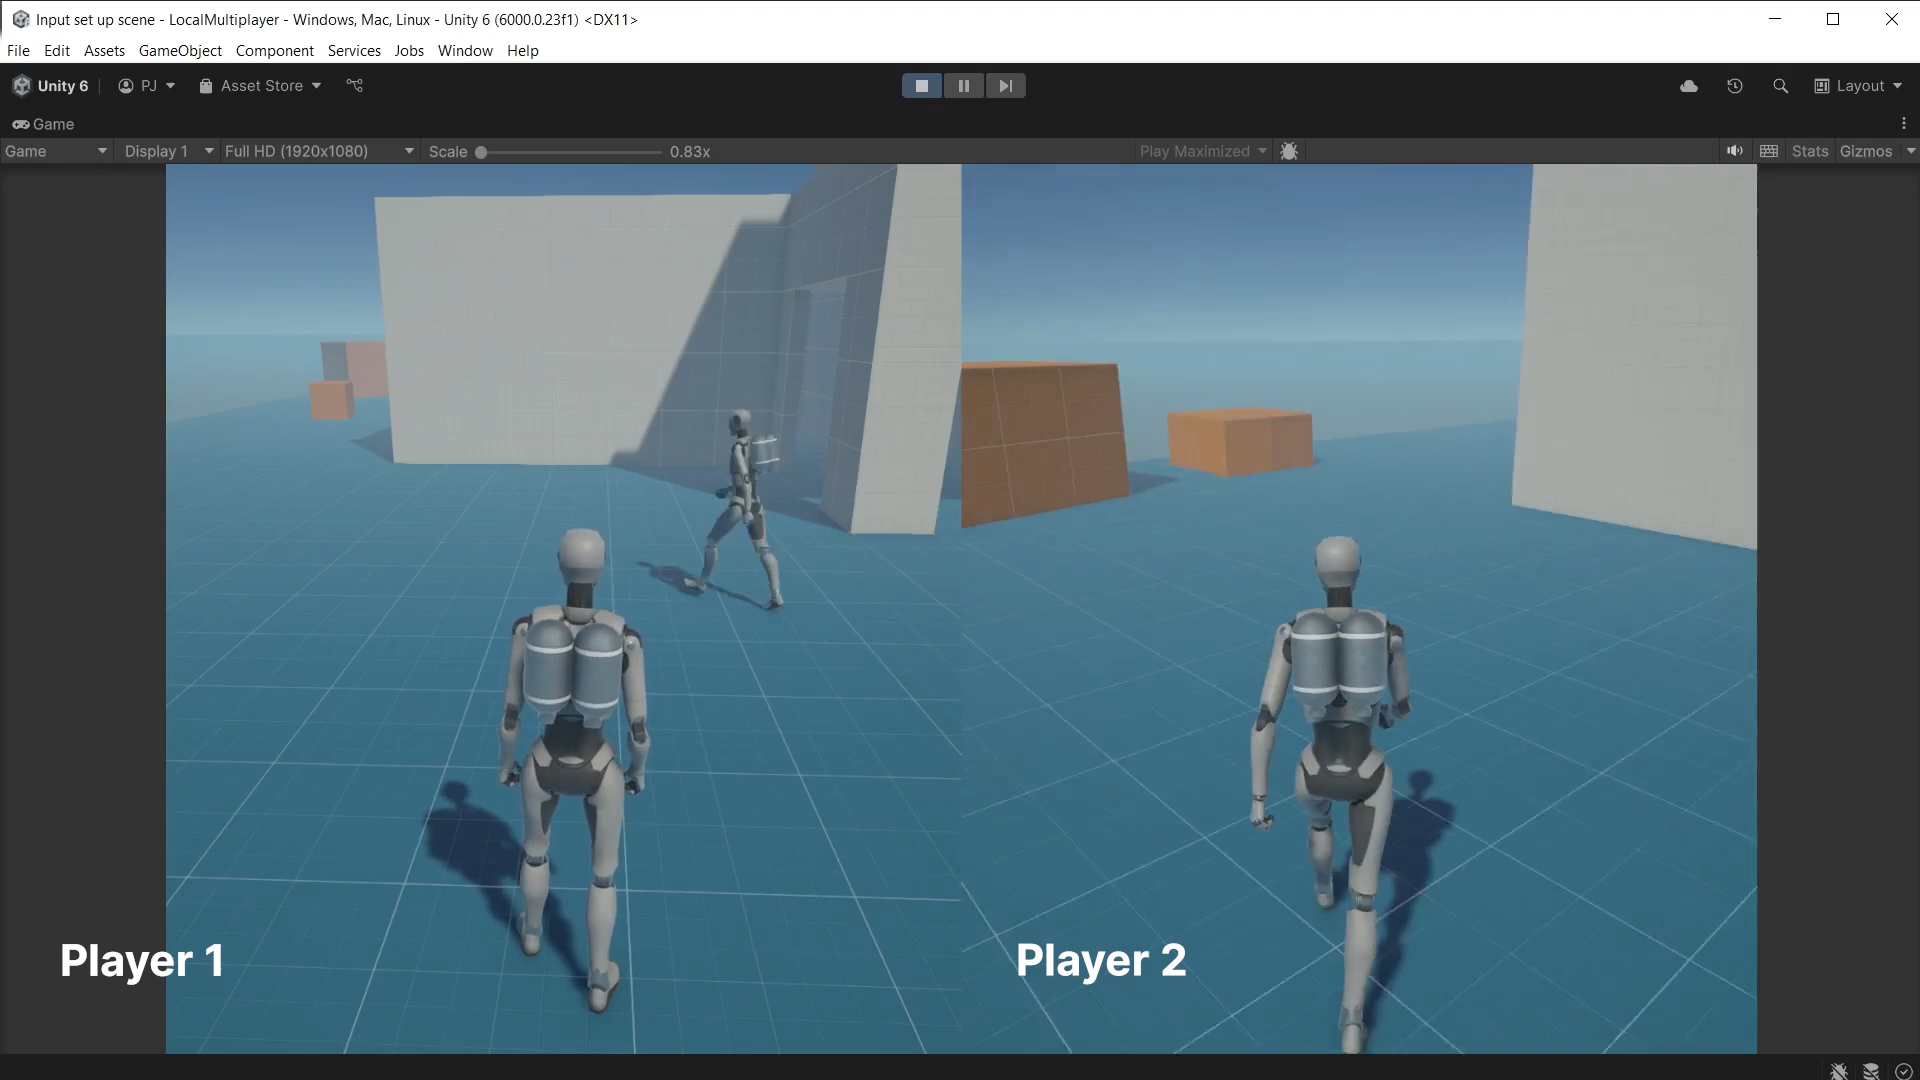 Input set up scene - LocalMultiplayer - Windows, Mac, Linux - Unity 6 (6000.0.23f1) <DX11>
File Edit Assets GameObject Component Services Jobs Window Help
Unity 6 PJ Asset Store Layout
Game
Game Display 1 Full HD (1920x1080) Scale 0.83x Play Maximized Stats Gizmos
Player 1 Player 2